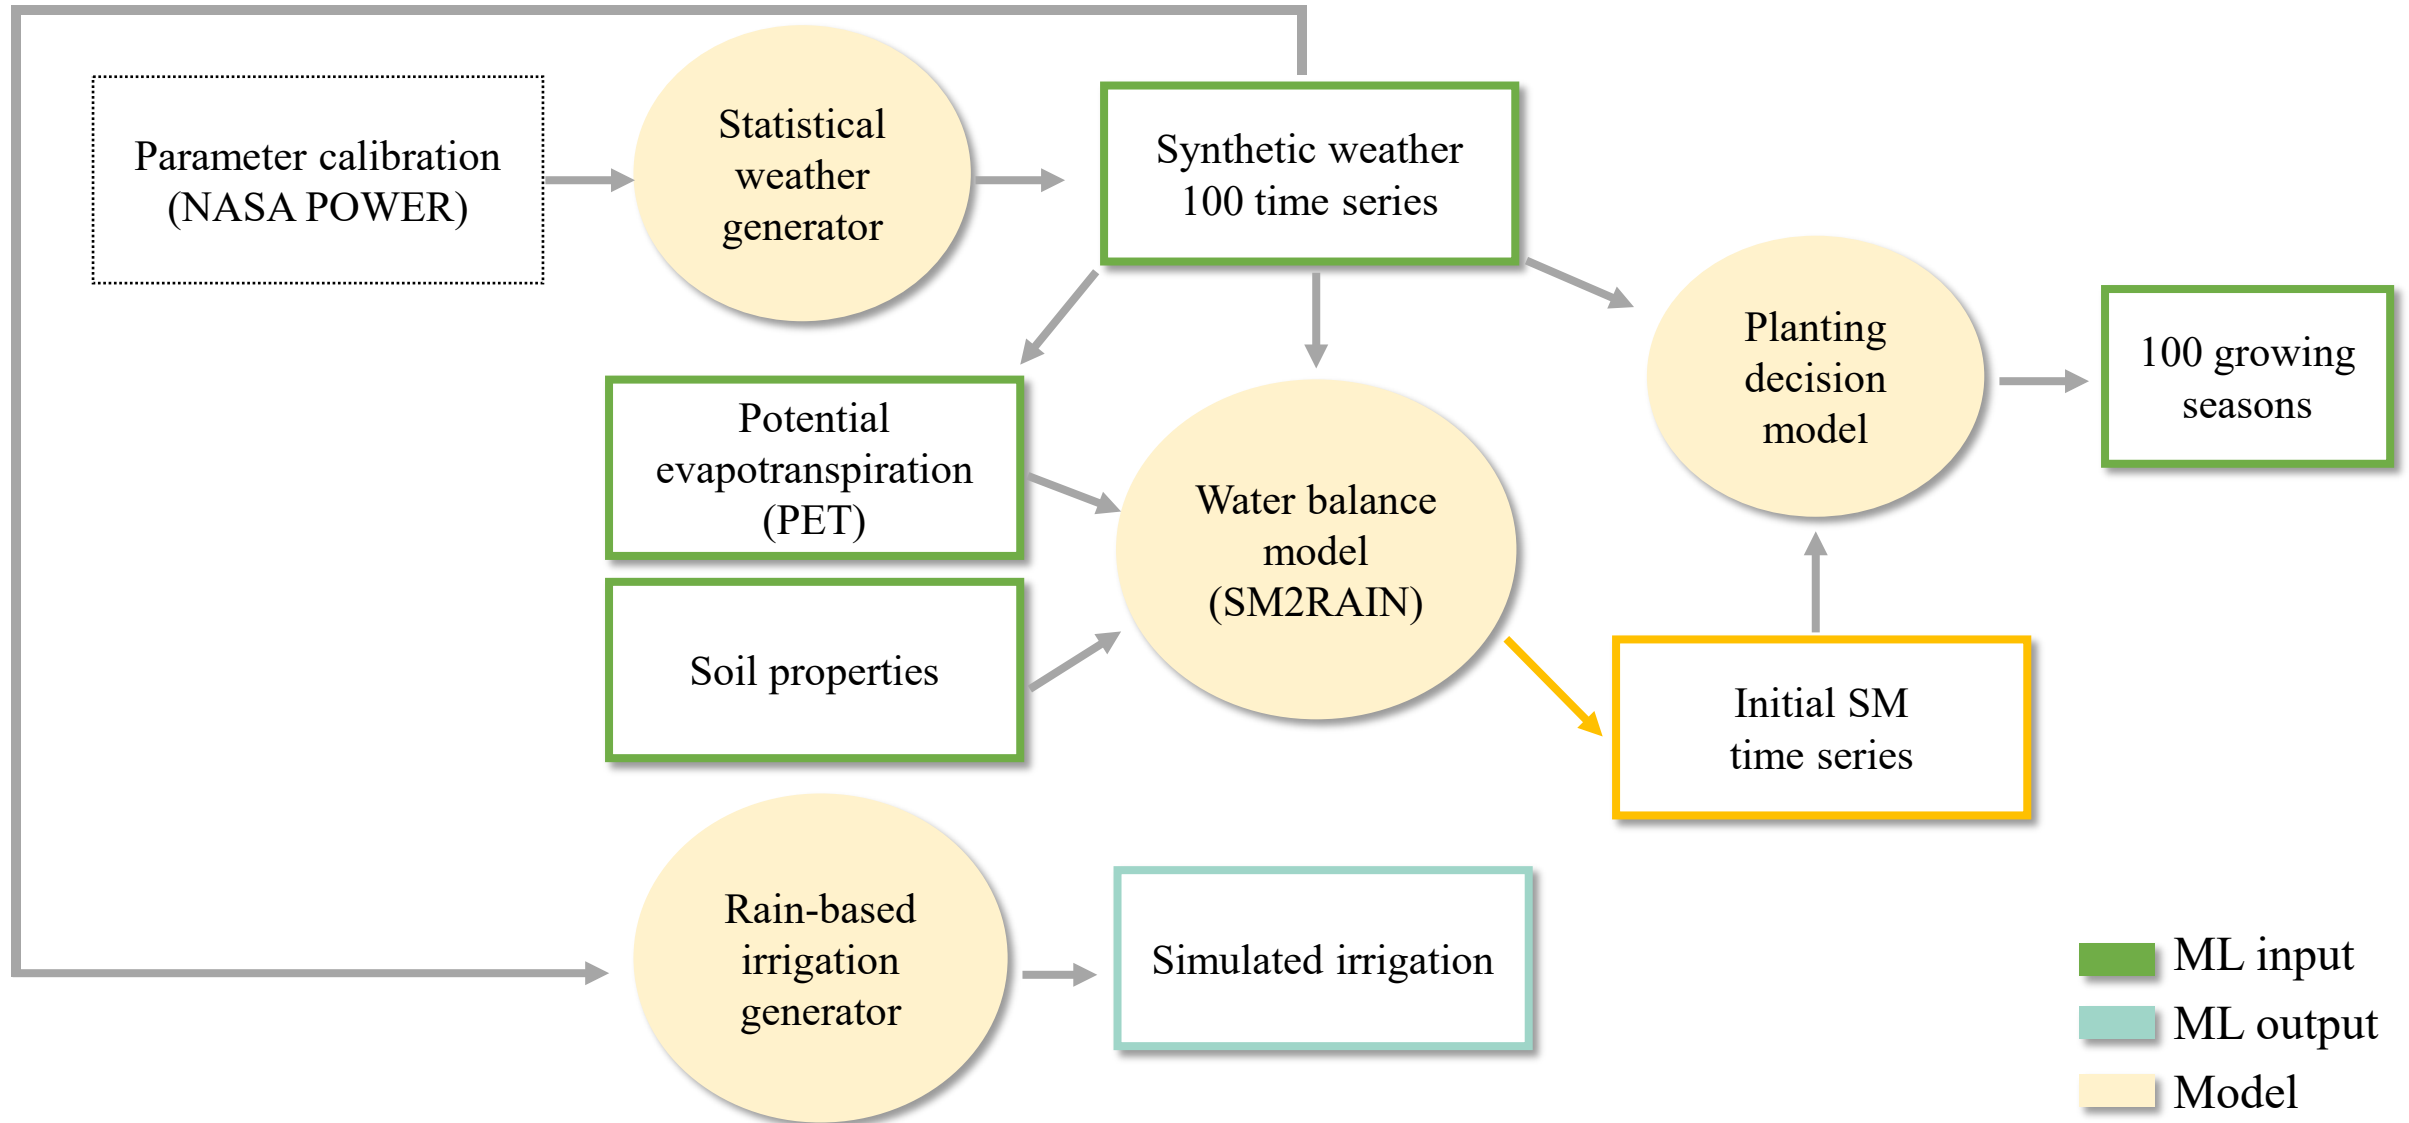 Parameter calibration
(NASA POWER)
Statistical
weather
generator
Synthetic weather
100 time series
Planting
decision
model
100 growing
seasons
Potential
evapotranspiration
(PET)
Water balance
model
(SM2RAIN)
Soil properties
Initial SM
time series
Rain-based
irrigation
generator
Simulated irrigation
ML input
ML output
Model